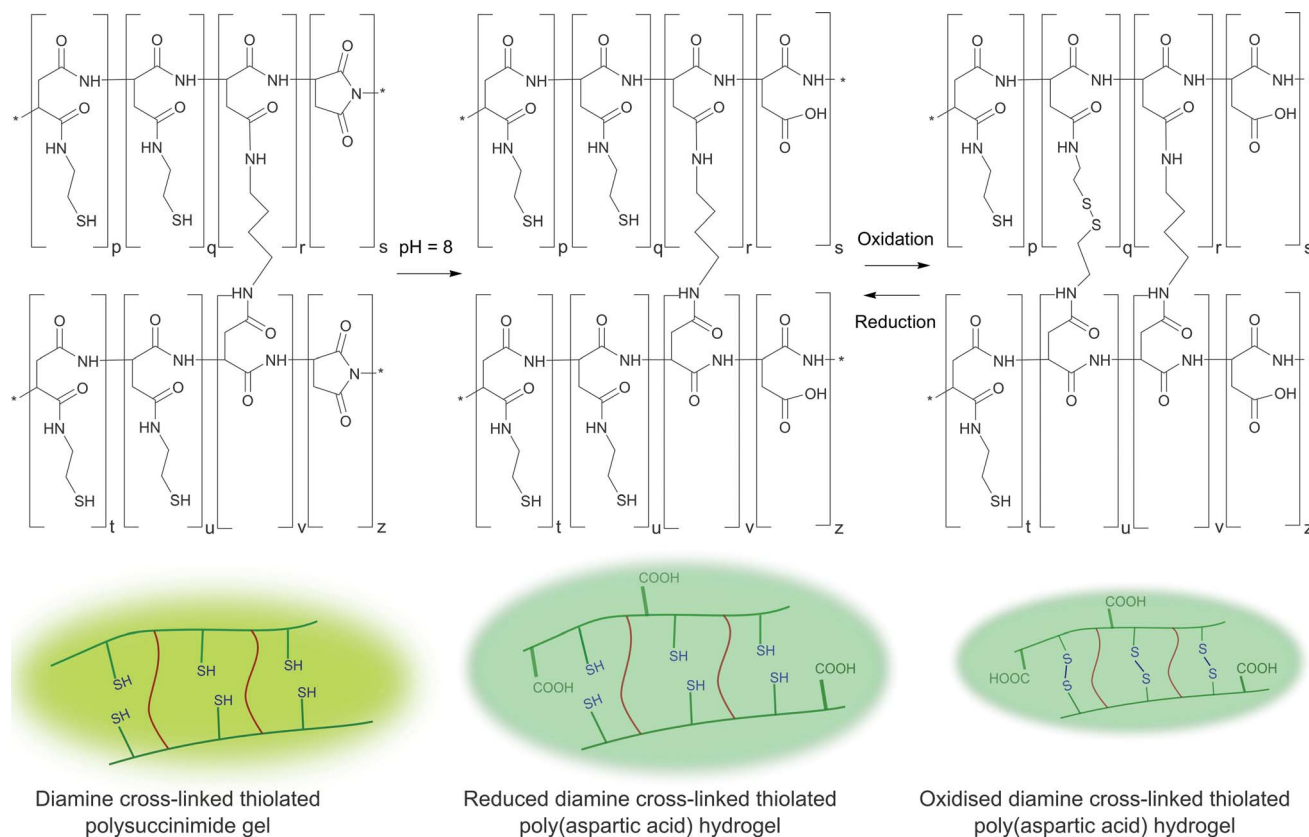 O O O O
NH NH NH N *
* O O O O
HN HN NH
SH SH
p q r s
HN
O O O O
NH NH NH N *
* O O O O
HN HN
SH SH
t u v z
pH = 8
O O O O
NH NH NH NH *
* O O O OH
HN HN HN O
SH SH
p q r s
HN
O O O O
NH NH NH NH *
* O O O OH
HN HN O
SH SH
t u v z
Oxidation
Reduction
O O O O
NH NH NH NH
* O O O OH
HN HN HN O
S
S
SH
p q r s
HN HN
O O O O
NH NH NH NH
* O O O OH
HN O
SH
t u v z
SH SH SH
SH SH SH
Diamine cross-linked thiolated
polysuccinimide gel
COOH
SH SH SH
COOH COOH
SH SH SH
Reduced diamine cross-linked thiolated
poly(aspartic acid) hydrogel
COOH
S S S
HOOC S S S COOH
Oxidised diamine cross-linked thiolated
poly(aspartic acid) hydrogel